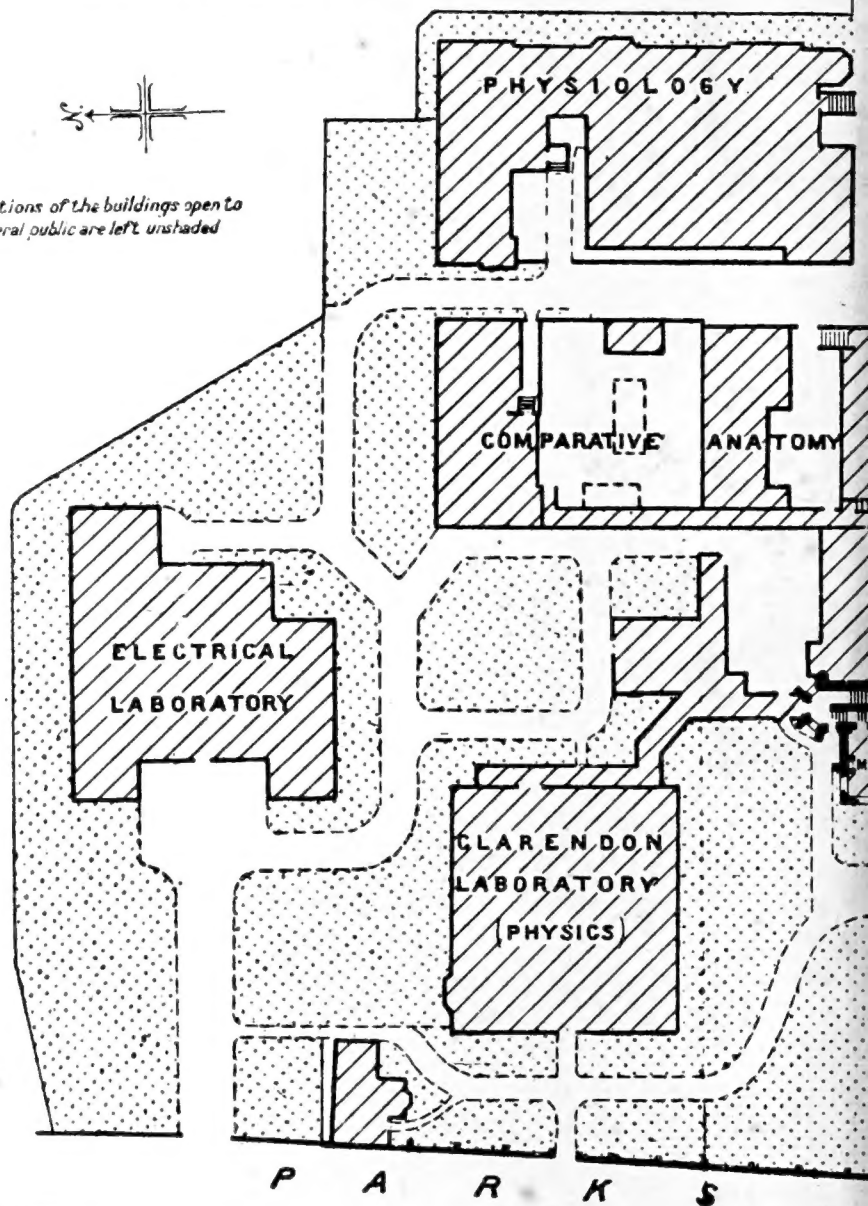 PHYSIOLOGY
N.
tions of the buildings open to
eral public are left unshaded
COMPARATIVE ANATOMY
ELECTRICAL
LABORATORY
CLARENDON
LABORATORY
(PHYSICS)
M
PARKS